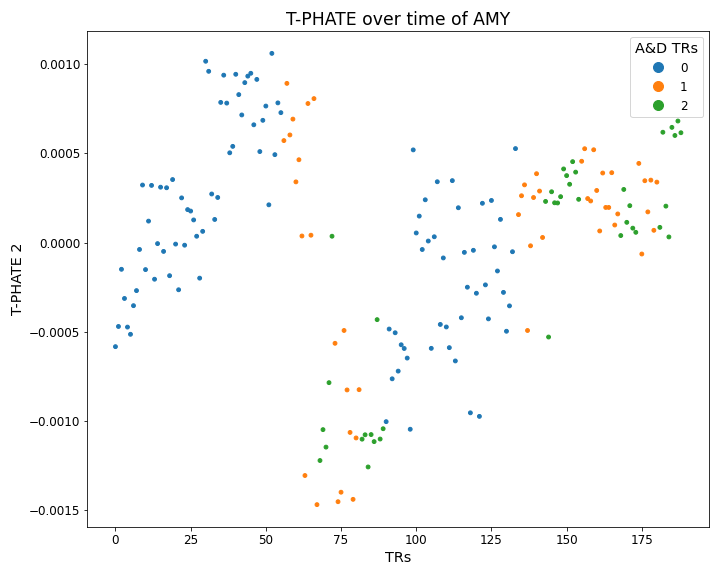 T-PHATE over time of AMY
A&D TRs
0
1
2
0.0010
0.0005
0.0000
−0.0005
−0.0010
−0.0015
T-PHATE 2
0 25 50 75 100 125 150 175
TRs